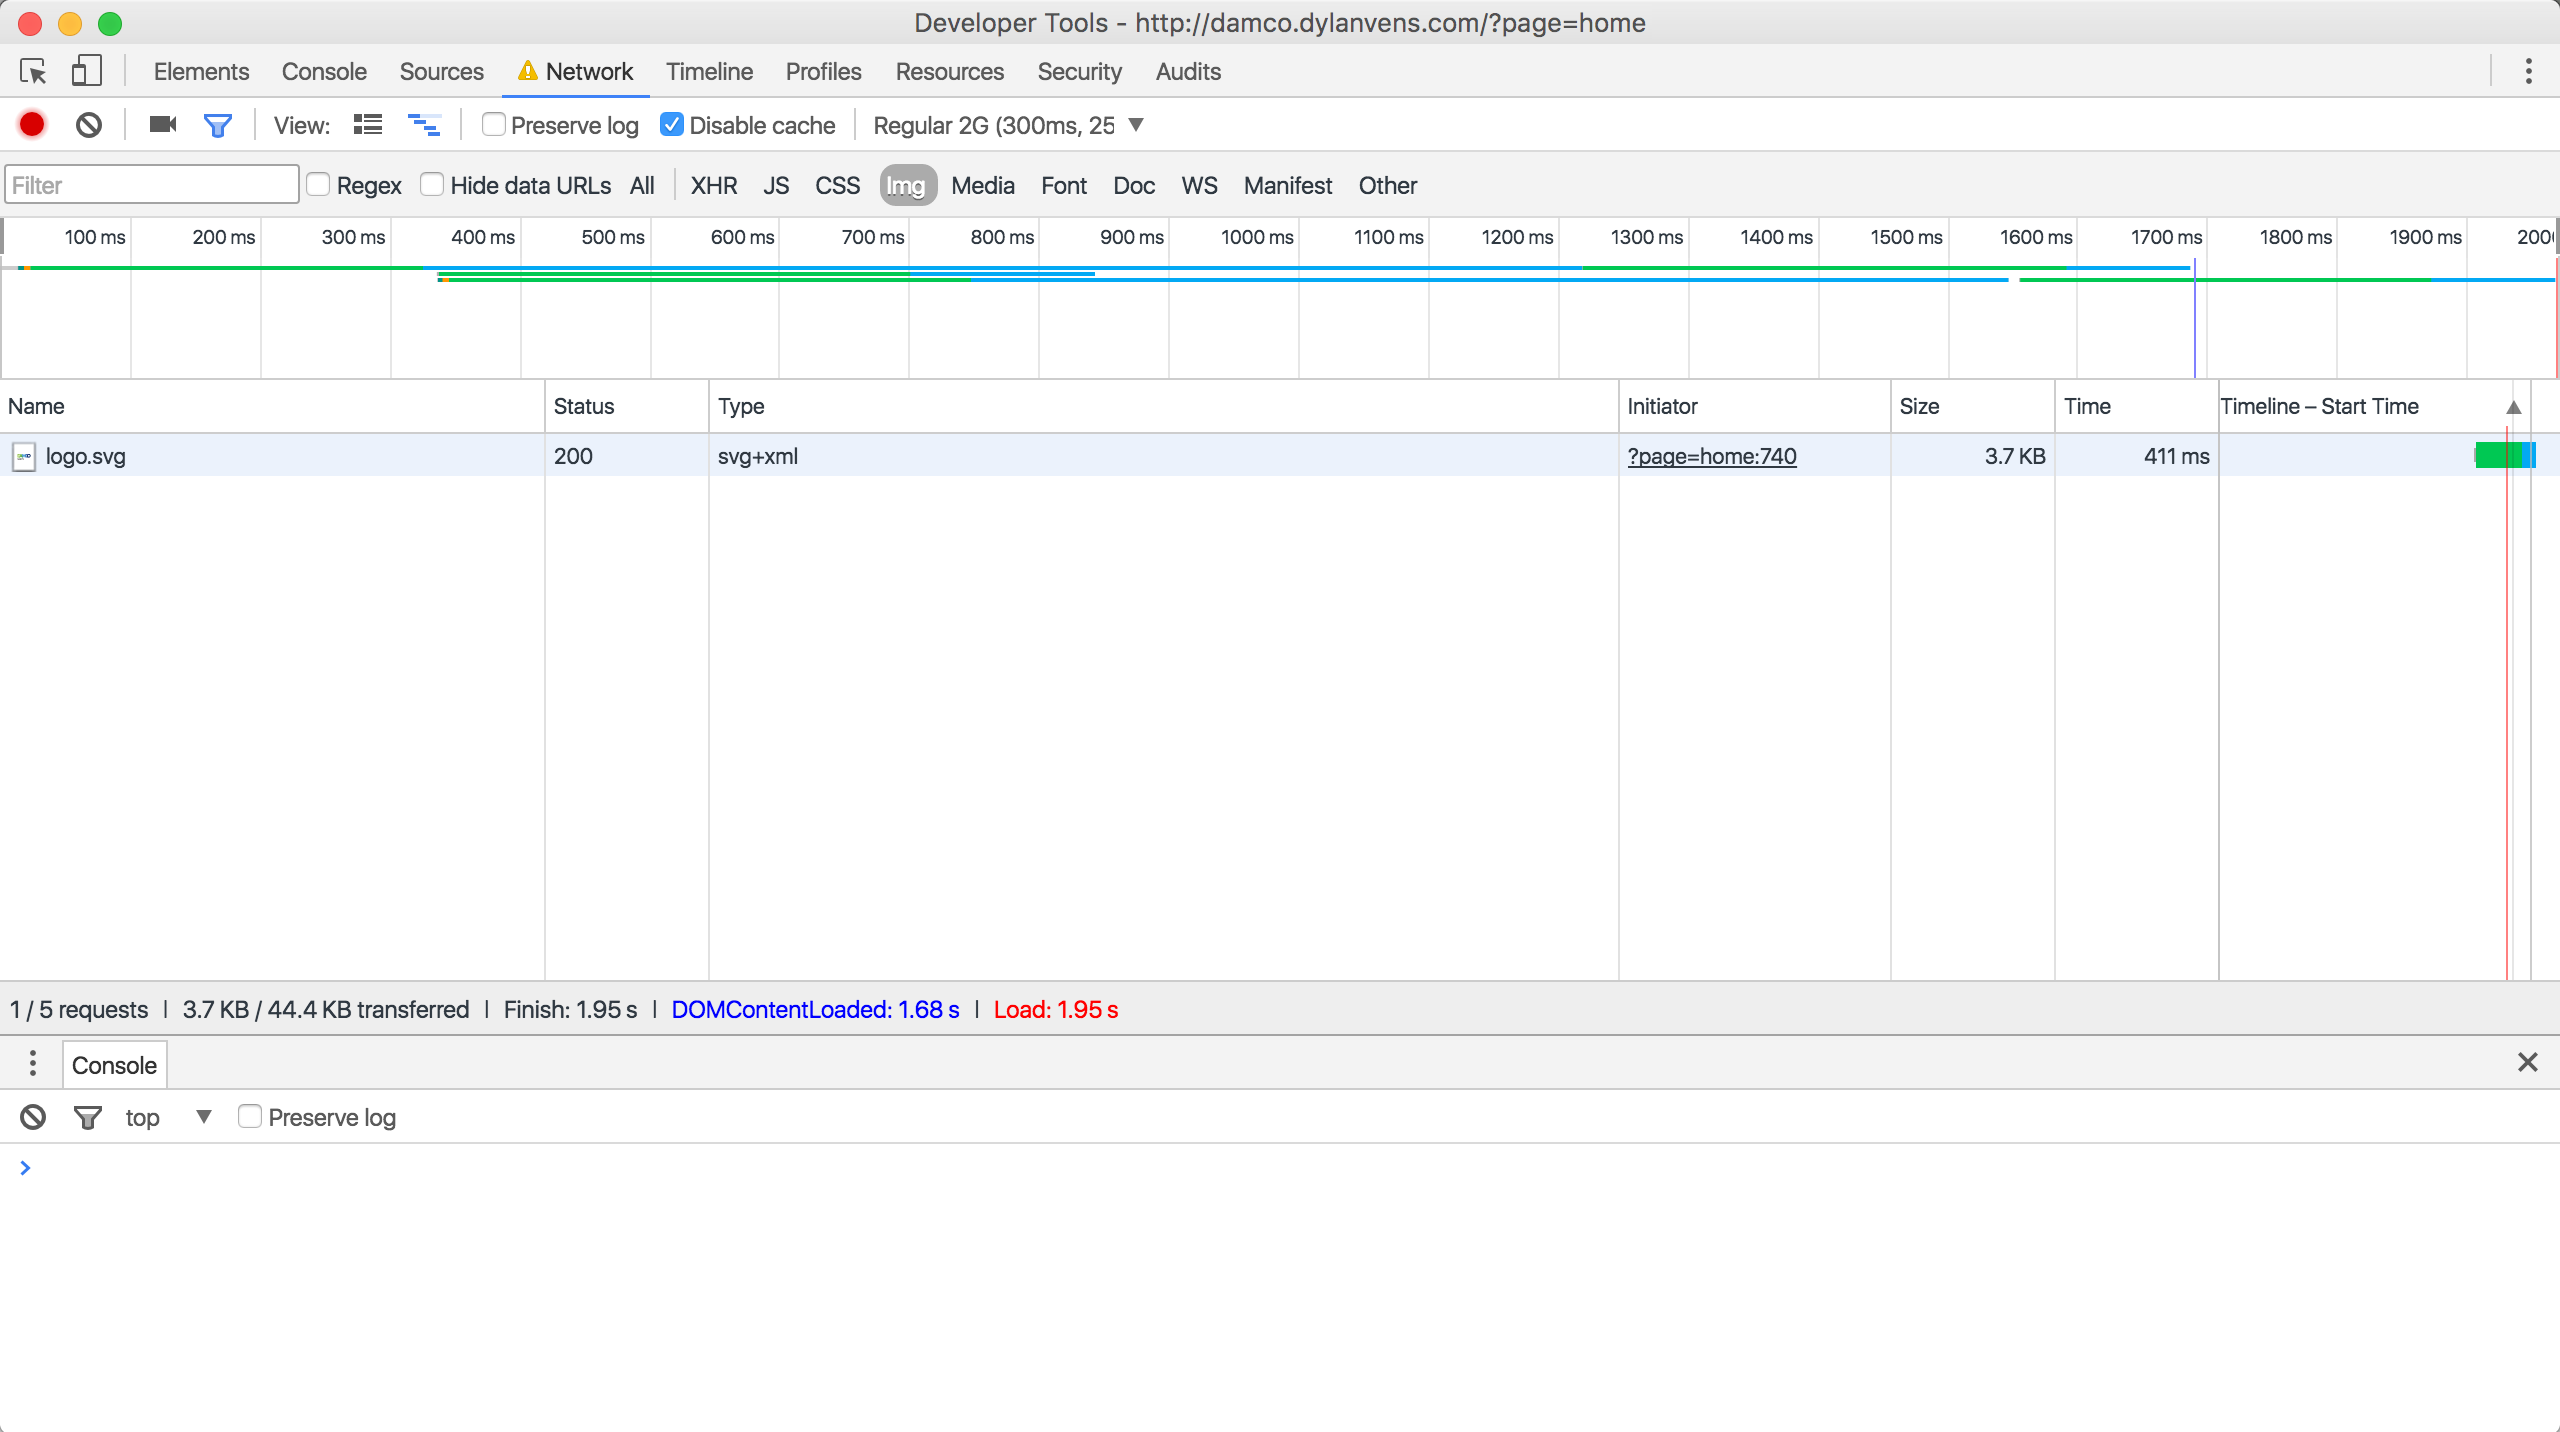 Developer Tools - http://damco.dylanvens.com/?page=home
Elements Console Sources Network Timeline Profiles Resources Security Audits
View: Preserve log Disable cache Regular 2G (300ms, 25
Filter Regex Hide data URLs All XHR JS CSS Img Media Font Doc WS Manifest Other
100 ms 200 ms 300 ms 400 ms 500 ms 600 ms 700 ms 800 ms 900 ms 1000 ms 1100 ms 1200 ms 1300 ms 1400 ms 1500 ms 1600 ms 1700 ms 1800 ms 1900 ms 200
Name Status Type Initiator Size Time Timeline – Start Time
logo.svg 200 svg+xml ?page=home:740 3.7 KB 411 ms
1 / 5 requests | 3.7 KB / 44.4 KB transferred | Finish: 1.95 s | DOMContentLoaded: 1.68 s | Load: 1.95 s
Console
top Preserve log